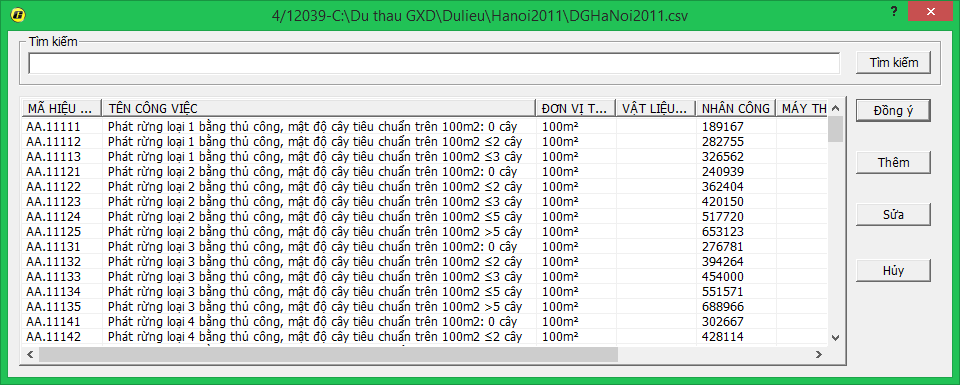 4/12039-C:\Du thau GXD\Dulieu\Hanoi2011\DGHaNoi2011.csv ? ×
Tìm kiếm
Tìm kiếm
MÃ HIỆU ... TÊN CÔNG VIỆC ĐƠN VỊ T... VẬT LIỆU... NHÂN CÔNG MÁY TH
Đồng ý
AA.11111 Phát rừng loại 1 bằng thủ công, mật độ cây tiêu chuẩn trên 100m2: 0 cây 100m² 189167
AA.11112 Phát rừng loại 1 bằng thủ công, mật độ cây tiêu chuẩn trên 100m2 ≤2 cây 100m² 282755
AA.11113 Phát rừng loại 1 bằng thủ công, mật độ cây tiêu chuẩn trên 100m2 ≤3 cây 100m² 326562
Thêm
AA.11121 Phát rừng loại 2 bằng thủ công, mật độ cây tiêu chuẩn trên 100m2: 0 cây 100m² 240939
AA.11122 Phát rừng loại 2 bằng thủ công, mật độ cây tiêu chuẩn trên 100m2 ≤2 cây 100m² 362404
AA.11123 Phát rừng loại 2 bằng thủ công, mật độ cây tiêu chuẩn trên 100m2 ≤3 cây 100m² 420150
AA.11124 Phát rừng loại 2 bằng thủ công, mật độ cây tiêu chuẩn trên 100m2 ≤5 cây 100m² 517720
Sửa
AA.11125 Phát rừng loại 2 bằng thủ công, mật độ cây tiêu chuẩn trên 100m2 >5 cây 100m² 653123
AA.11131 Phát rừng loại 3 bằng thủ công, mật độ cây tiêu chuẩn trên 100m2: 0 cây 100m² 276781
AA.11132 Phát rừng loại 3 bằng thủ công, mật độ cây tiêu chuẩn trên 100m2 ≤2 cây 100m² 394264
AA.11133 Phát rừng loại 3 bằng thủ công, mật độ cây tiêu chuẩn trên 100m2 ≤3 cây 100m² 454000
Hủy
AA.11134 Phát rừng loại 3 bằng thủ công, mật độ cây tiêu chuẩn trên 100m2 ≤5 cây 100m² 551571
AA.11135 Phát rừng loại 3 bằng thủ công, mật độ cây tiêu chuẩn trên 100m2 >5 cây 100m² 688966
AA.11141 Phát rừng loại 4 bằng thủ công, mật độ cây tiêu chuẩn trên 100m2: 0 cây 100m² 302667
AA.11142 Phát rừng loại 4 bằng thủ công, mật độ cây tiêu chuẩn trên 100m2 ≤2 cây 100m² 428114